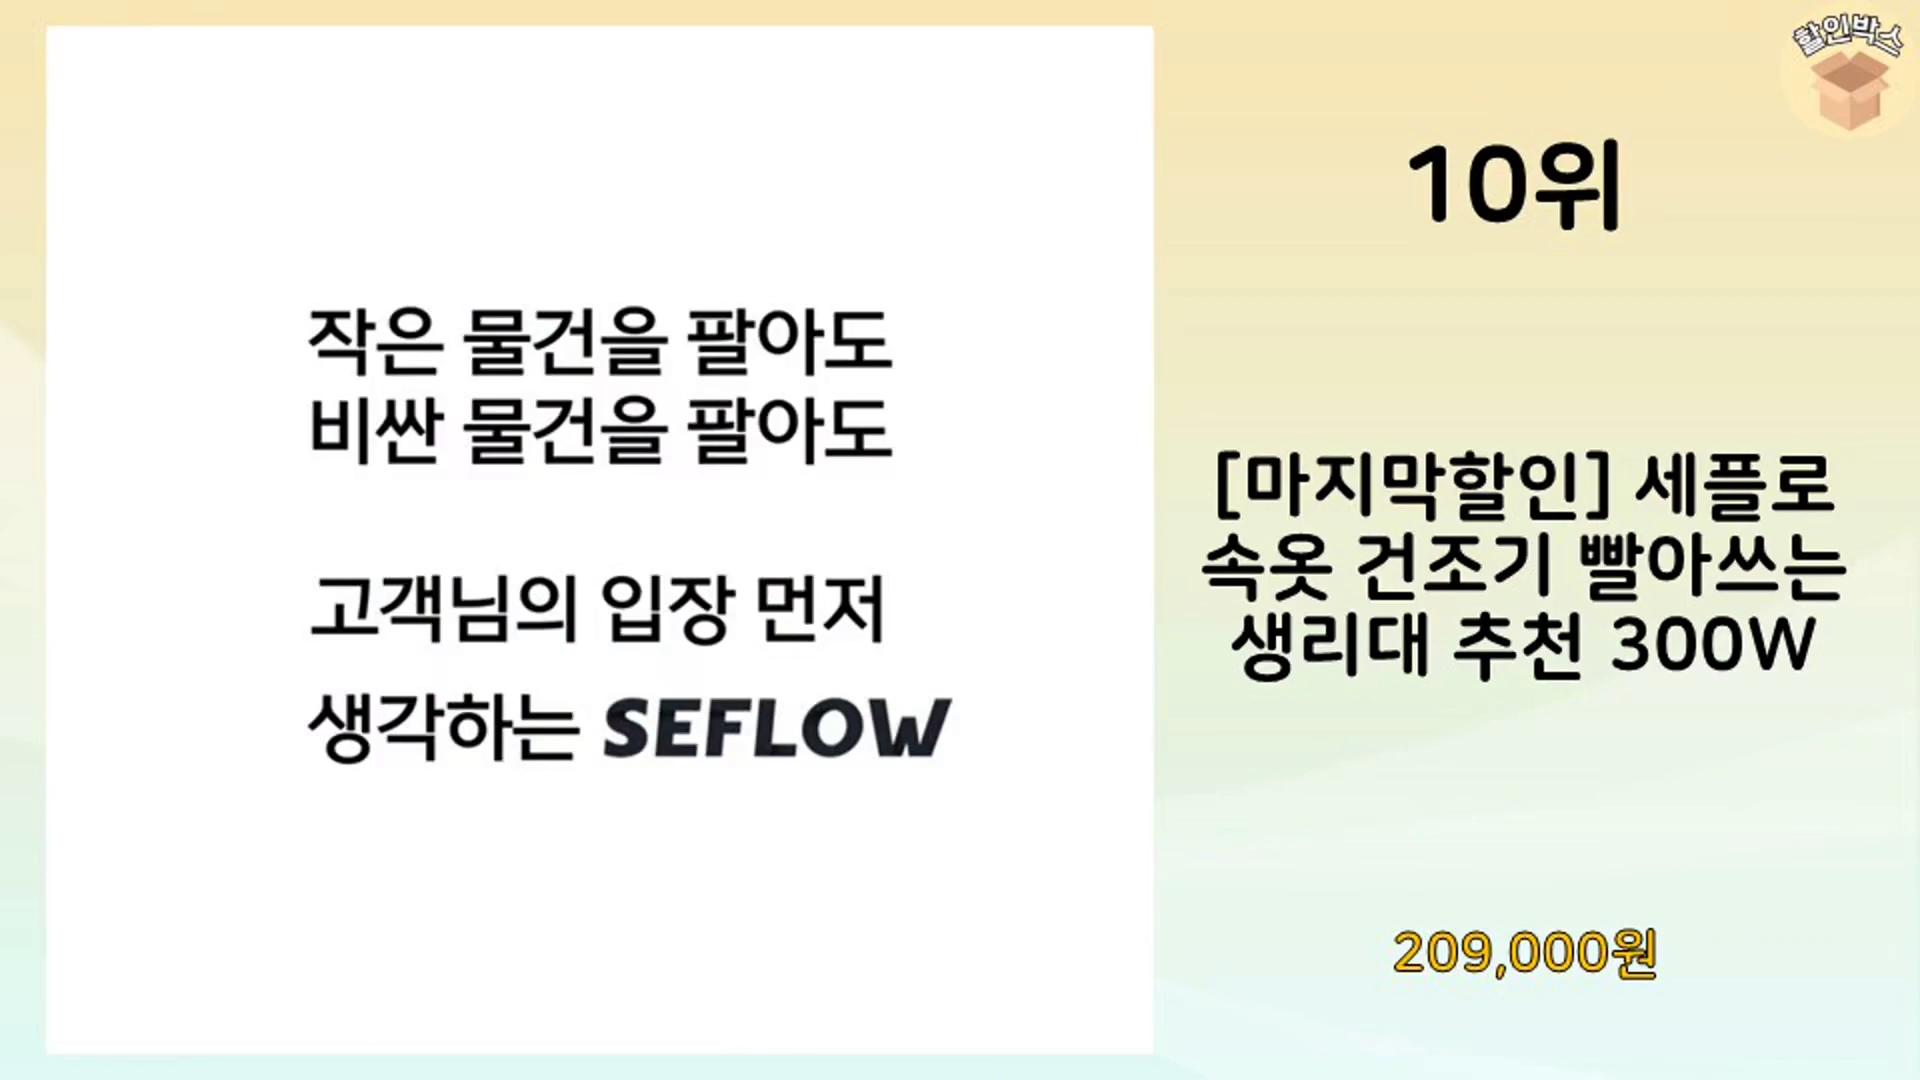 작은 물건을 팔아도
비싼 물건을 팔아도
고객님의 입장 먼저
생각하는 SEFLOW
할인박스
10위
[마지막할인] 세플로
속옷 건조기 빨아쓰는
생리대 추천 300W
209,000원